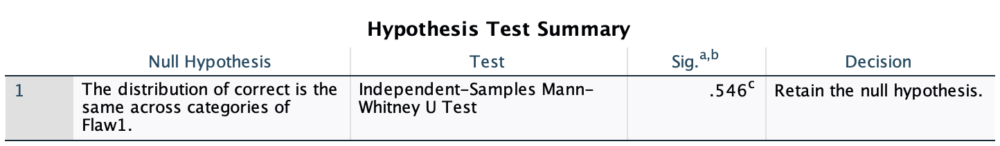 Hypothesis Test Summary
Null Hypothesis Test Sig.a,b Decision
1 The distribution of correct is the same across categories of Flaw1. Independent-Samples Mann-Whitney U Test .546c Retain the null hypothesis.